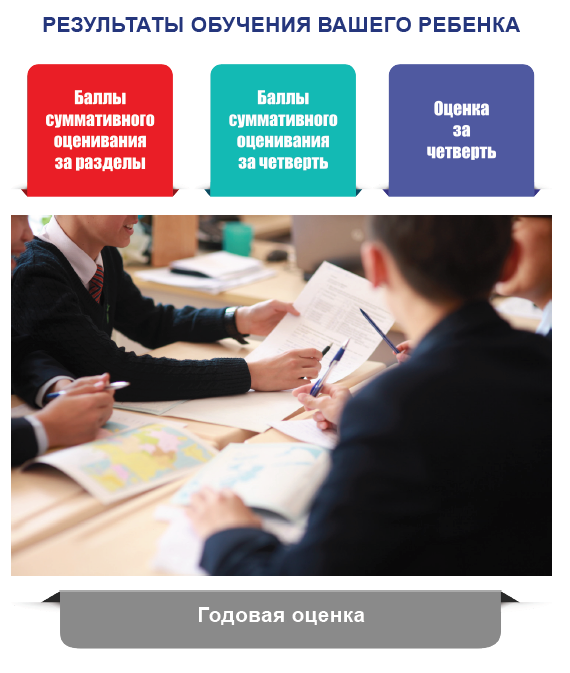 РЕЗУЛЬТАТЫ ОБУЧЕНИЯ ВАШЕГО РЕБЕНКА
Баллы
суммативного
оценивания
за разделы
Баллы
суммативного
оценивания
за четверть
Оценка
за
четверть
Годовая оценка